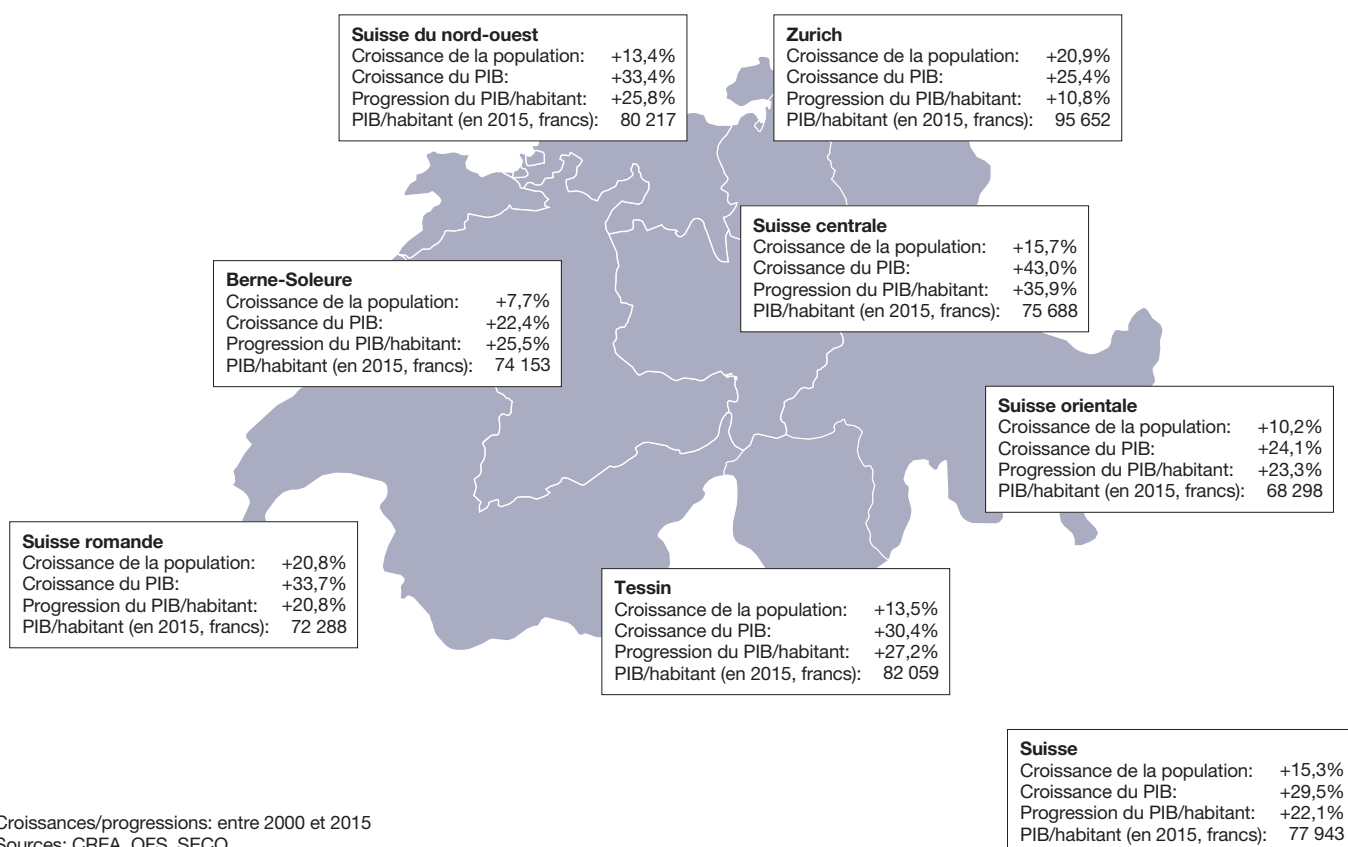 Suisse du nord-ouest
Croissance de la population: +13,4%
Croissance du PIB: +33,4%
Progression du PIB/habitant: +25,8%
PIB/habitant (en 2015, francs): 80 217
Zurich
Croissance de la population: +20,9%
Croissance du PIB: +25,4%
Progression du PIB/habitant: +10,8%
PIB/habitant (en 2015, francs): 95 652
Suisse centrale
Croissance de la population: +15,7%
Croissance du PIB: +43,0%
Progression du PIB/habitant: +35,9%
PIB/habitant (en 2015, francs): 75 688
Berne-Soleure
Croissance de la population: +7,7%
Croissance du PIB: +22,4%
Progression du PIB/habitant: +25,5%
PIB/habitant (en 2015, francs): 74 153
Suisse orientale
Croissance de la population: +10,2%
Croissance du PIB: +24,1%
Progression du PIB/habitant: +23,3%
PIB/habitant (en 2015, francs): 68 298
Suisse romande
Croissance de la population: +20,8%
Croissance du PIB: +33,7%
Progression du PIB/habitant: +20,8%
PIB/habitant (en 2015, francs): 72 288
Tessin
Croissance de la population: +13,5%
Croissance du PIB: +30,4%
Progression du PIB/habitant: +27,2%
PIB/habitant (en 2015, francs): 82 059
Suisse
Croissance de la population: +15,3%
Croissance du PIB: +29,5%
Progression du PIB/habitant: +22,1%
PIB/habitant (en 2015, francs): 77 943
Croissances/progressions: entre 2000 et 2015
Sources: CREA, OFS, SECO